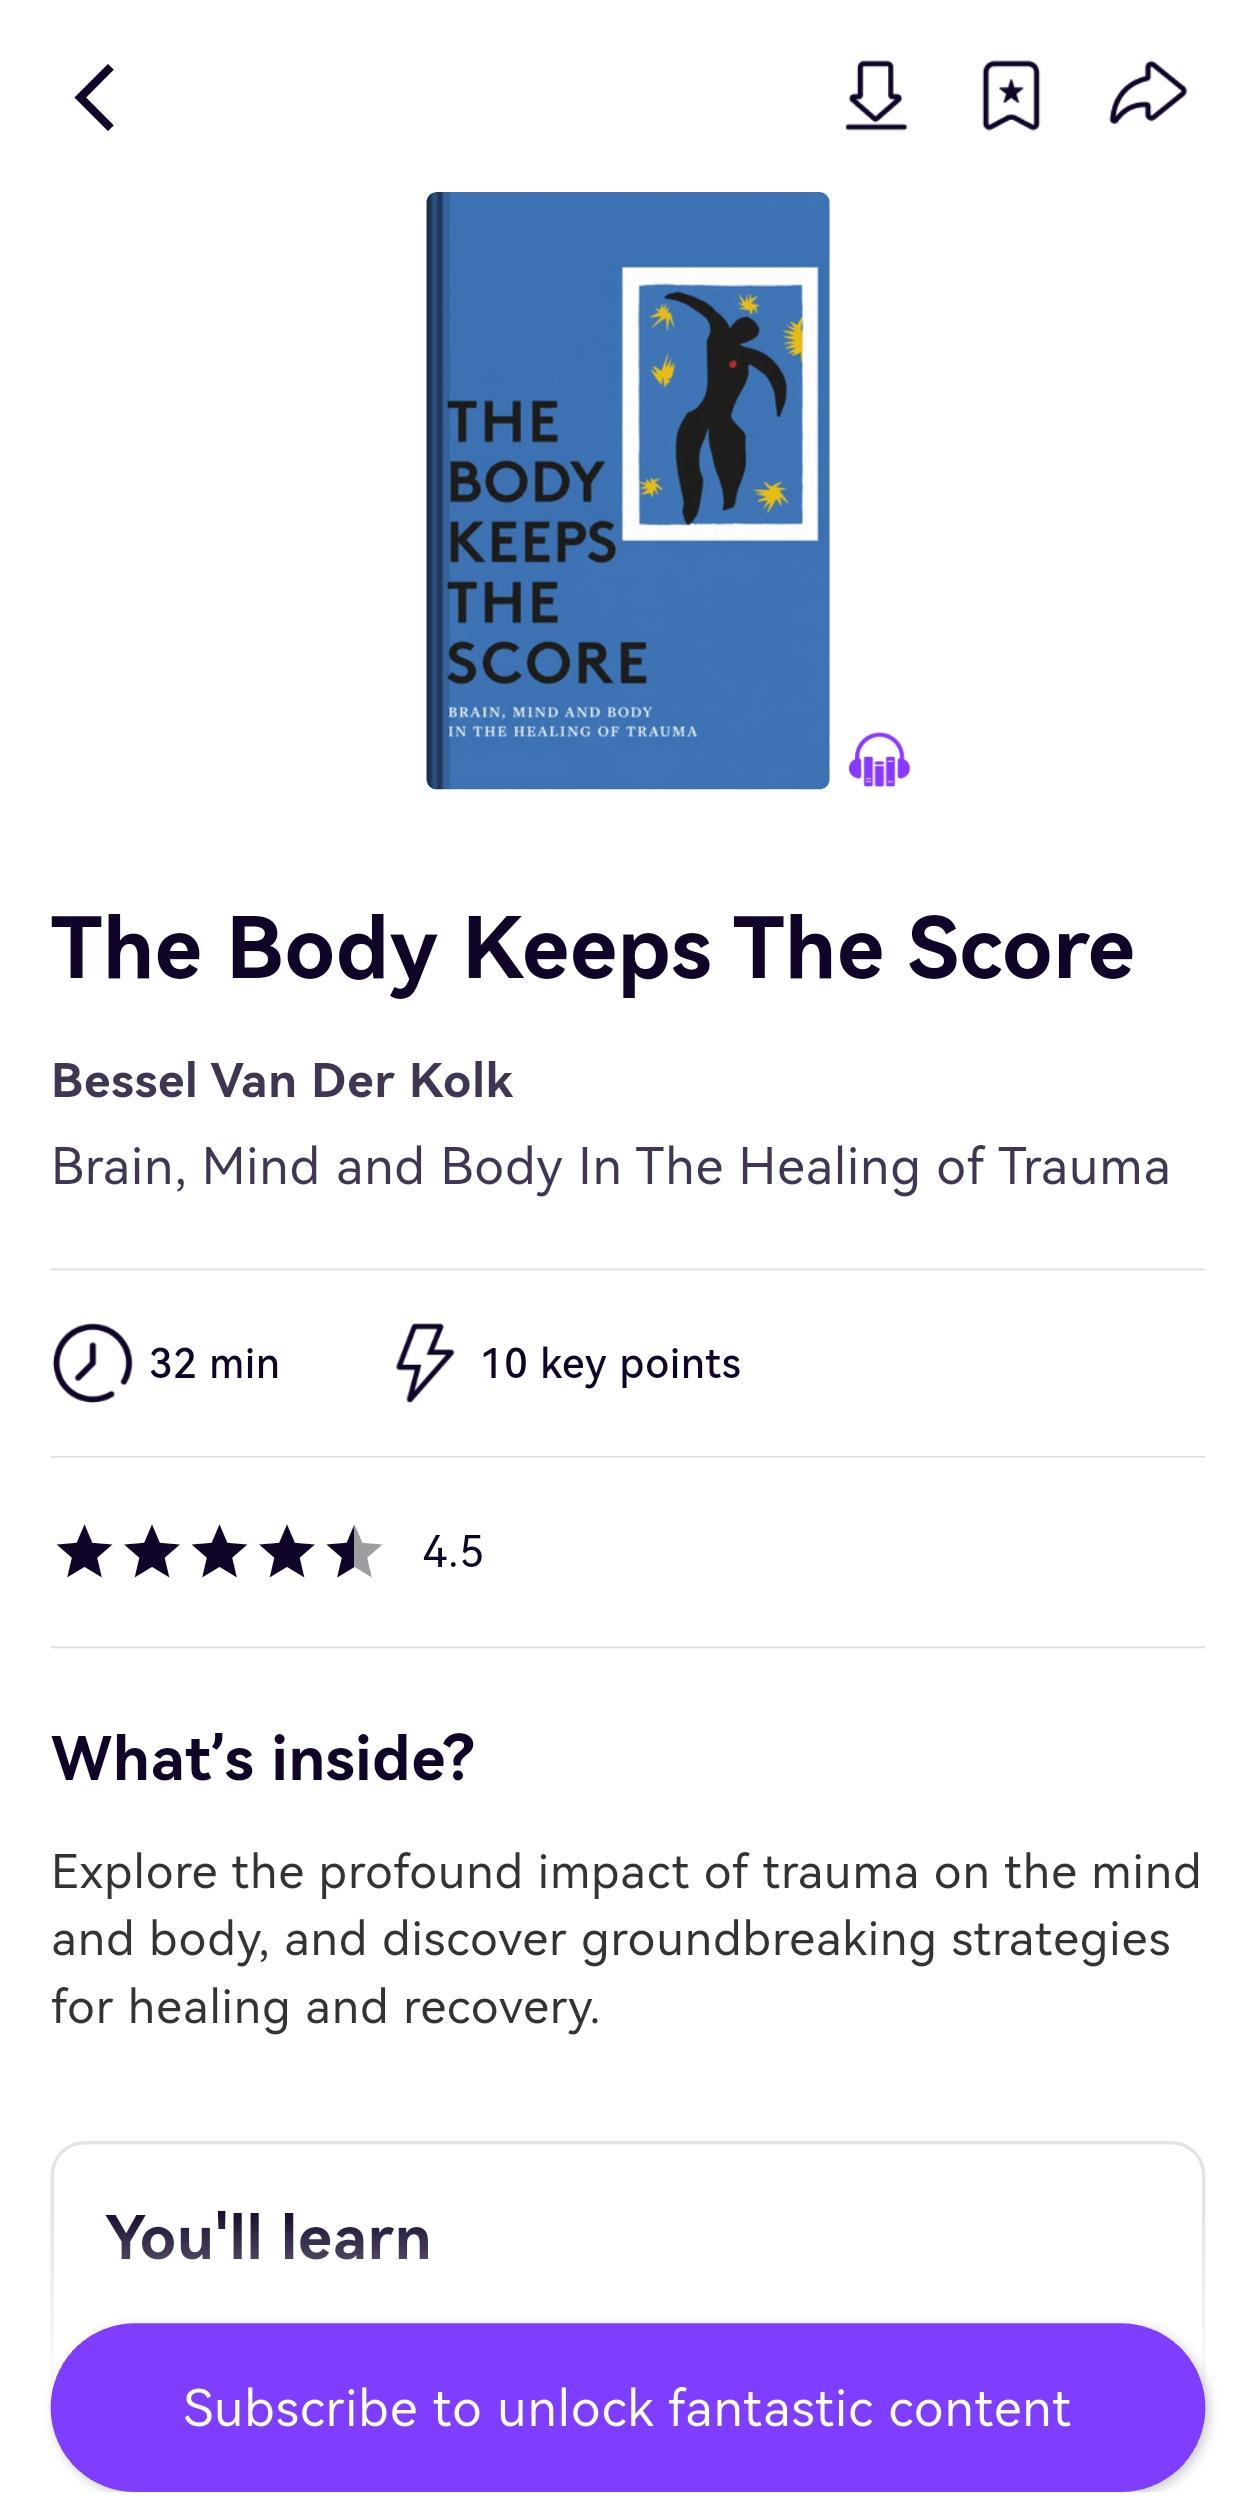 THE
BODY
KEEPS
THE
SCORE
BRAIN, MIND AND BODY
IN THE HEALING OF TRAUMA
The Body Keeps The Score
Bessel Van Der Kolk
Brain, Mind and Body In The Healing of Trauma
32 min
10 key points
4.5
What’s inside?
Explore the profound impact of trauma on the mind
and body, and discover groundbreaking strategies
for healing and recovery.
You'll learn
Subscribe to unlock fantastic content